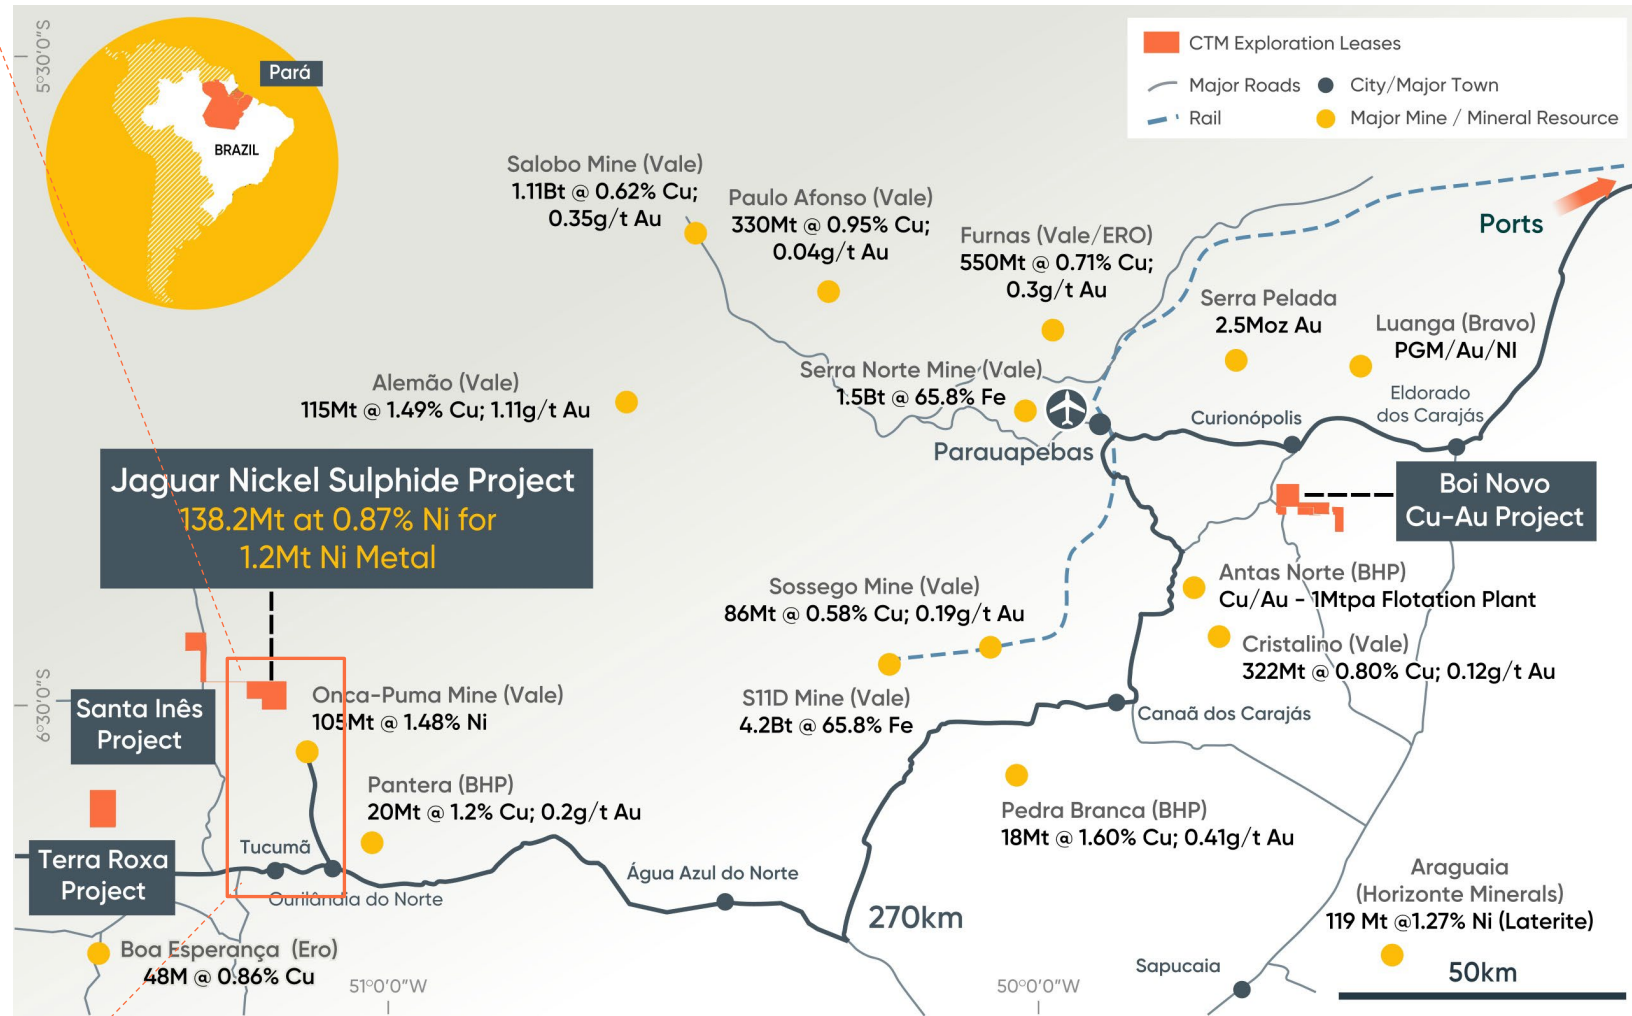 5°30'0"S
Pará
BRAZIL
CTM Exploration Leases
Major Roads
City/Major Town
Rail
Major Mine / Mineral Resource
Salobo Mine (Vale)
1.11Bt @ 0.62% Cu;
0.35g/t Au
Paulo Afonso (Vale)
330Mt @ 0.95% Cu;
0.04g/t Au
Furnas (Vale/ERO)
550Mt @ 0.71% Cu;
0.3g/t Au
Ports
Serra Pelada
2.5Moz Au
Luanga (Bravo)
PGM/Au/NI
Alemão (Vale)
115Mt @ 1.49% Cu; 1.11g/t Au
Serra Norte Mine (Vale)
1.5Bt @ 65.8% Fe
Parauapebas
Curionópolis
Eldorado
dos Carajás
Jaguar Nickel Sulphide Project
138.2Mt at 0.87% Ni for
1.2Mt Ni Metal
Boi Novo
Cu-Au Project
Sossego Mine (Vale)
86Mt @ 0.58% Cu; 0.19g/t Au
Antas Norte (BHP)
Cu/Au - 1Mtpa Flotation Plant
Cristalino (Vale)
322Mt @ 0.80% Cu; 0.12g/t Au
6°30'0"S
Santa Inês
Project
Onca-Puma Mine (Vale)
105Mt @ 1.48% Ni
S11D Mine (Vale)
4.2Bt @ 65.8% Fe
Canaã dos Carajás
Pantera (BHP)
20Mt @ 1.2% Cu; 0.2g/t Au
Pedra Branca (BHP)
18Mt @ 1.60% Cu; 0.41g/t Au
Terra Roxa
Project
Tucumã
Ourilândia do Norte
Água Azul do Norte
270km
Araguaia
(Horizonte Minerals)
119 Mt @1.27% Ni (Laterite)
Boa Esperança (Ero)
48M @ 0.86% Cu
51°0'0"W
50°0'0"W
Sapucaia
50km